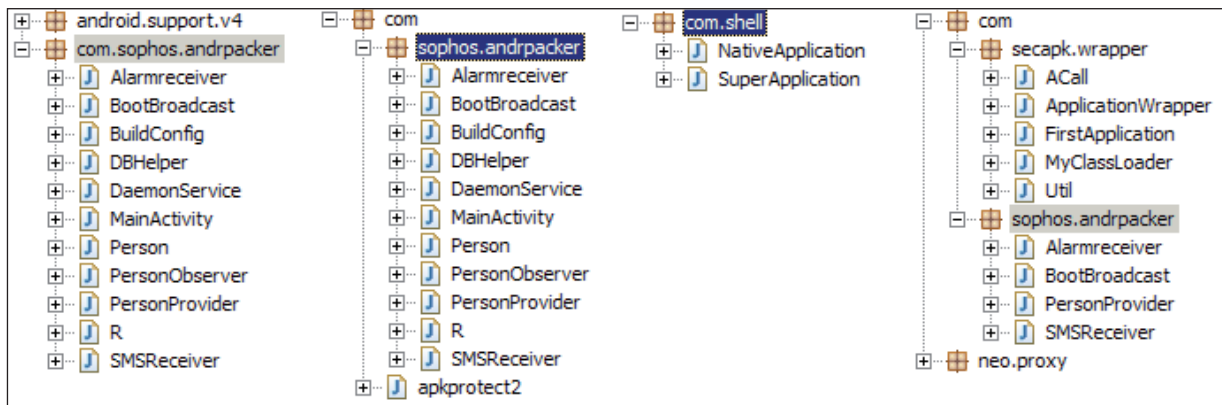 android.support.v4
com.sophos.andrpacker
Alarmreceiver
BootBroadcast
BuildConfig
DBHelper
DaemonService
MainActivity
Person
PersonObserver
PersonProvider
R
SMSReceiver
com
sophos.andrpacker
Alarmreceiver
BootBroadcast
BuildConfig
DBHelper
DaemonService
MainActivity
Person
PersonObserver
PersonProvider
R
SMSReceiver
apkprotect2
com.shell
NativeApplication
SuperApplication
com
secapk.wrapper
ACall
ApplicationWrapper
FirstApplication
MyClassLoader
Util
sophos.andrpacker
Alarmreceiver
BootBroadcast
PersonProvider
SMSReceiver
neo.proxy